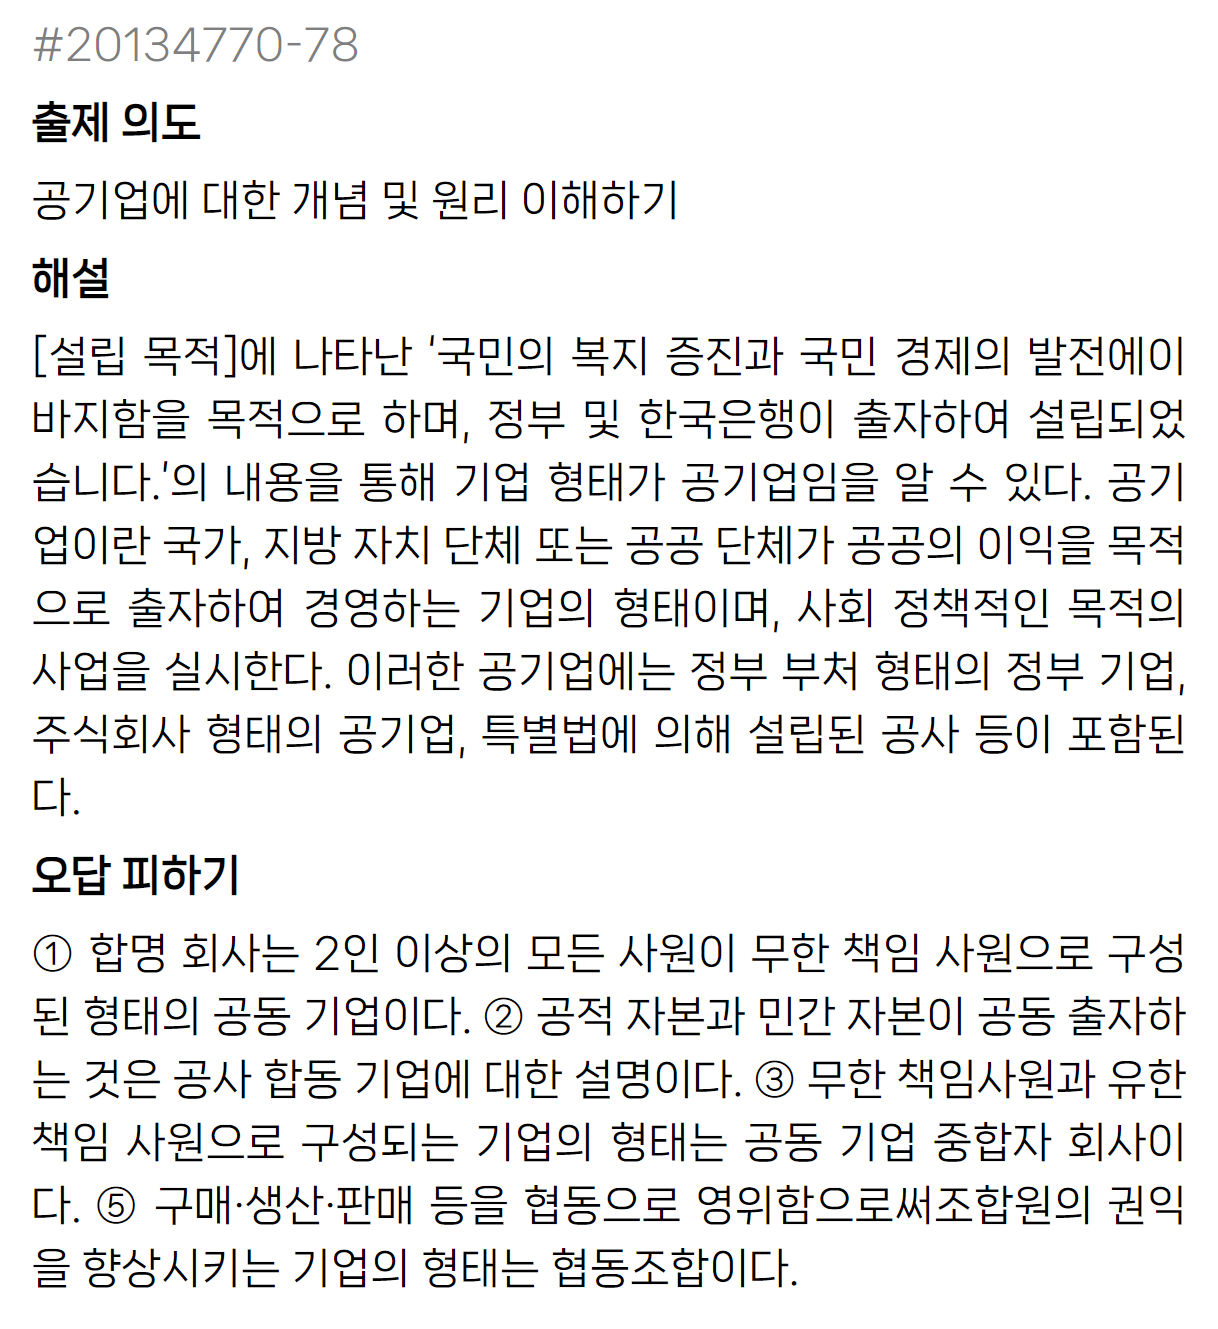 #20134770-78
출제 의도
공기업에 대한 개념 및 원리 이해하기
해설
[설립 목적]에 나타난 '국민의 복지 증진과 국민 경제의 발전에이
바지함을 목적으로 하며, 정부 및 한국은행이 출자하여 설립되었
습니다.'의 내용을 통해 기업 형태가 공기업임을 알 수 있다. 공기
업이란 국가, 지방 자치 단체 또는 공공 단체가 공공의 이익을 목적
으로 출자하여 경영하는 기업의 형태이며, 사회 정책적인 목적의
사업을 실시한다. 이러한 공기업에는 정부 부처 형태의 정부 기업,
주식회사 형태의 공기업, 특별법에 의해 설립된 공사 등이 포함된
다.
오답 피하기
① 합명 회사는 2인 이상의 모든 사원이 무한 책임 사원으로 구성
된 형태의 공동 기업이다. ② 공적 자본과 민간 자본이 공동 출자하
는 것은 공사 합동 기업에 대한 설명이다. ③ 무한 책임사원과 유한
책임 사원으로 구성되는 기업의 형태는 공동 기업 중합자 회사이
다. ⑤ 구매·생산·판매 등을 협동으로 영위함으로써조합원의 권익
을 향상시키는 기업의 형태는 협동조합이다.